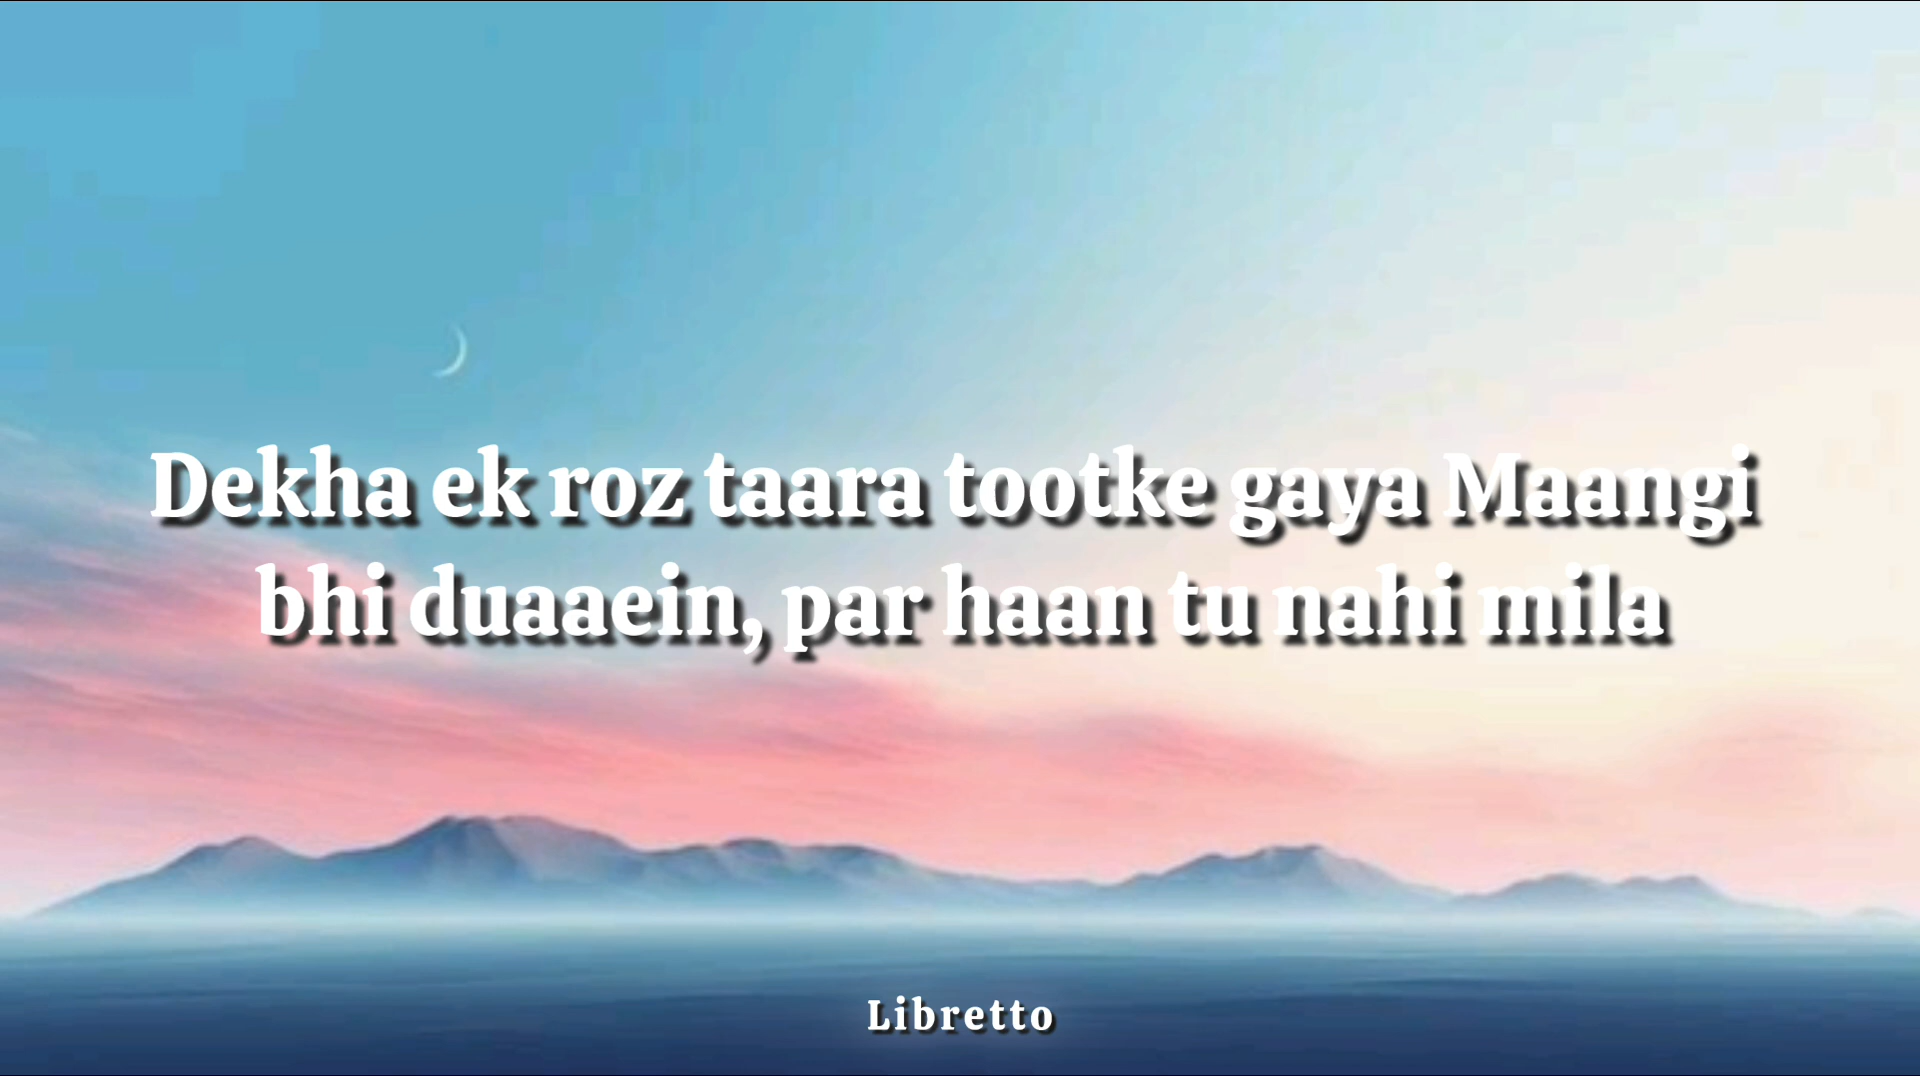 Dekha ek roz taara tootke gaya Maangi
bhi duaaein, par haan tu nahi mila
Libretto